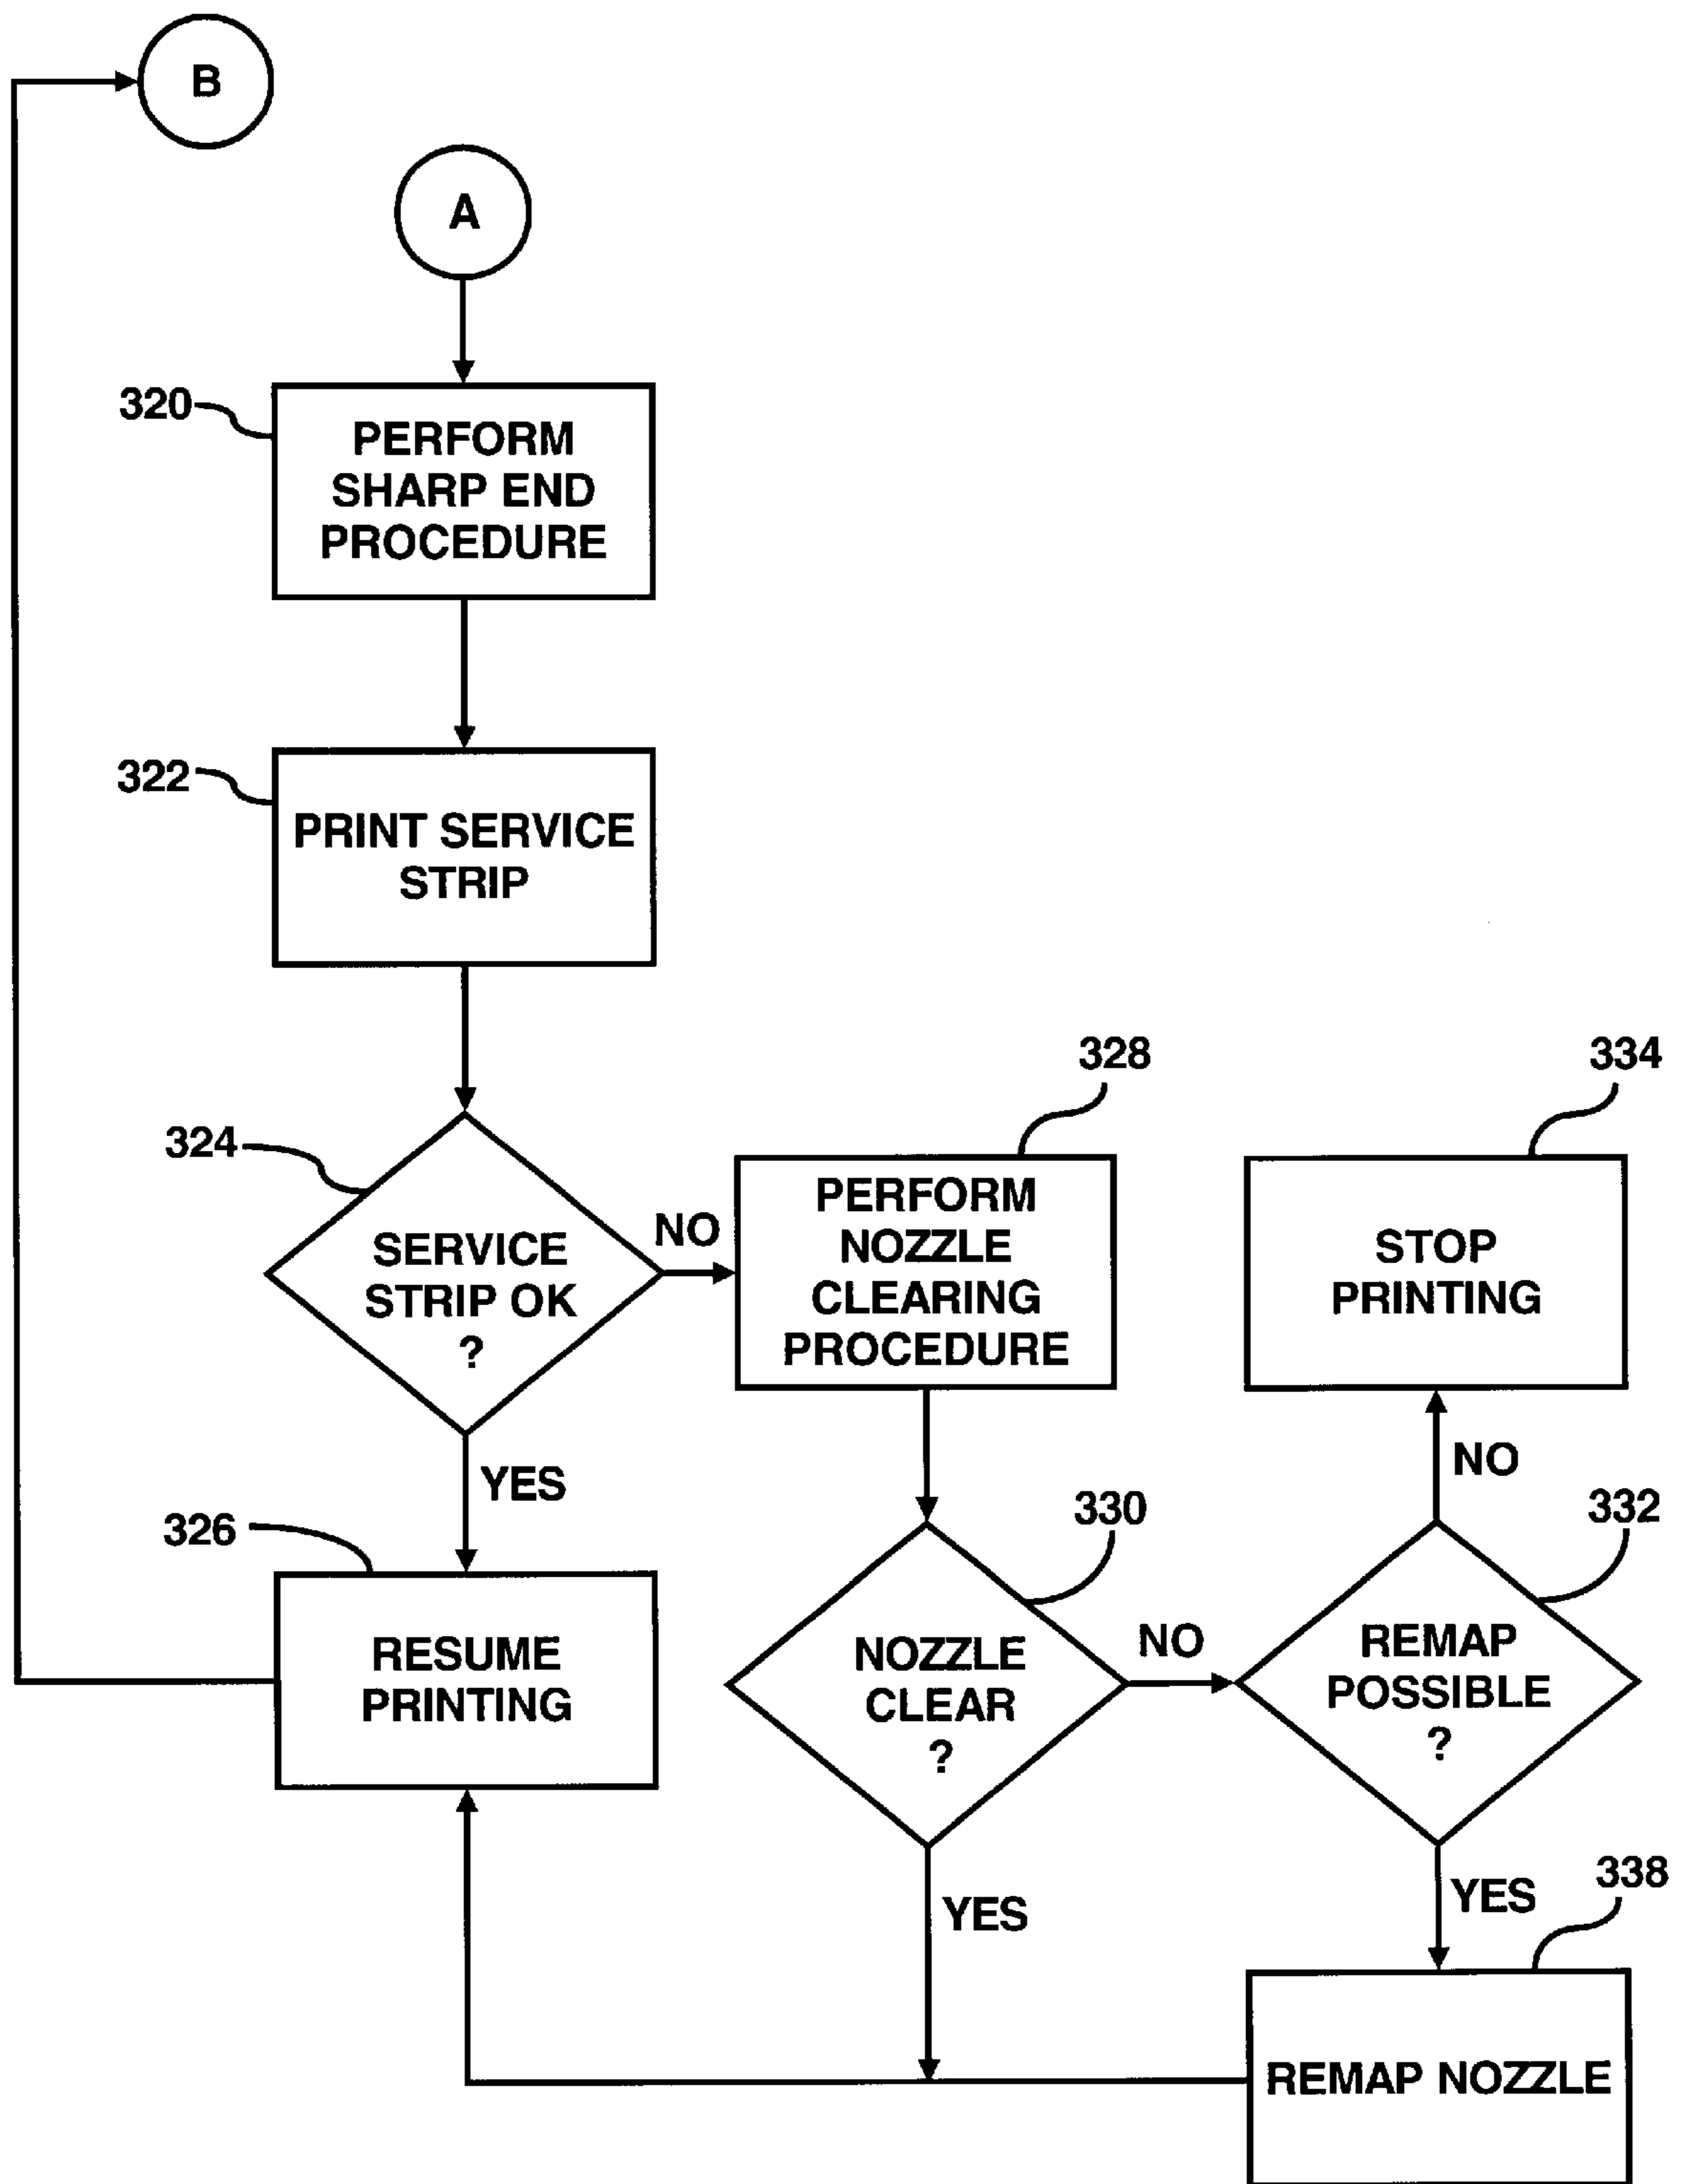 B
A
320
PERFORM
SHARP END
PROCEDURE
322
PRINT SERVICE
STRIP
324
SERVICE
STRIP OK
?
NO
328
PERFORM
NOZZLE
CLEARING
PROCEDURE
334
STOP
PRINTING
YES
326
RESUME
PRINTING
330
NOZZLE
CLEAR
?
NO
332
REMAP
POSSIBLE
?
NO
YES
YES
338
REMAP NOZZLE